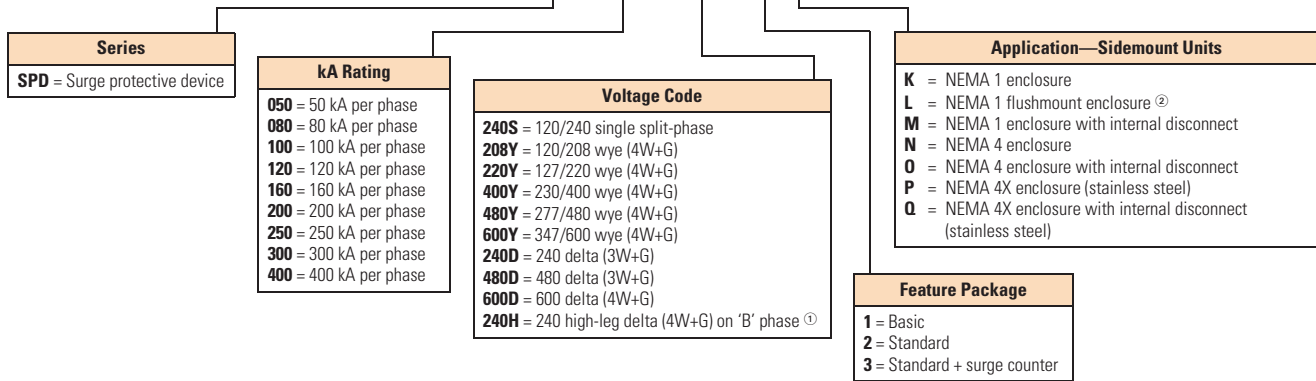 Series
SPD = Surge protective device
kA Rating
050 = 50 kA per phase
080 = 80 kA per phase
100 = 100 kA per phase
120 = 120 kA per phase
160 = 160 kA per phase
200 = 200 kA per phase
250 = 250 kA per phase
300 = 300 kA per phase
400 = 400 kA per phase
Voltage Code
240S = 120/240 single split-phase
208Y = 120/208 wye (4W+G)
220Y = 127/220 wye (4W+G)
400Y = 230/400 wye (4W+G)
480Y = 277/480 wye (4W+G)
600Y = 347/600 wye (4W+G)
240D = 240 delta (3W+G)
480D = 480 delta (3W+G)
600D = 600 delta (4W+G)
240H = 240 high-leg delta (4W+G) on ‘B’ phase ①
Feature Package
1 = Basic
2 = Standard
3 = Standard + surge counter
Application—Sidemount Units
K = NEMA 1 enclosure
L = NEMA 1 flushmount enclosure ②
M = NEMA 1 enclosure with internal disconnect
N = NEMA 4 enclosure
O = NEMA 4 enclosure with internal disconnect
P = NEMA 4X enclosure (stainless steel)
Q = NEMA 4X enclosure with internal disconnect
(stainless steel)